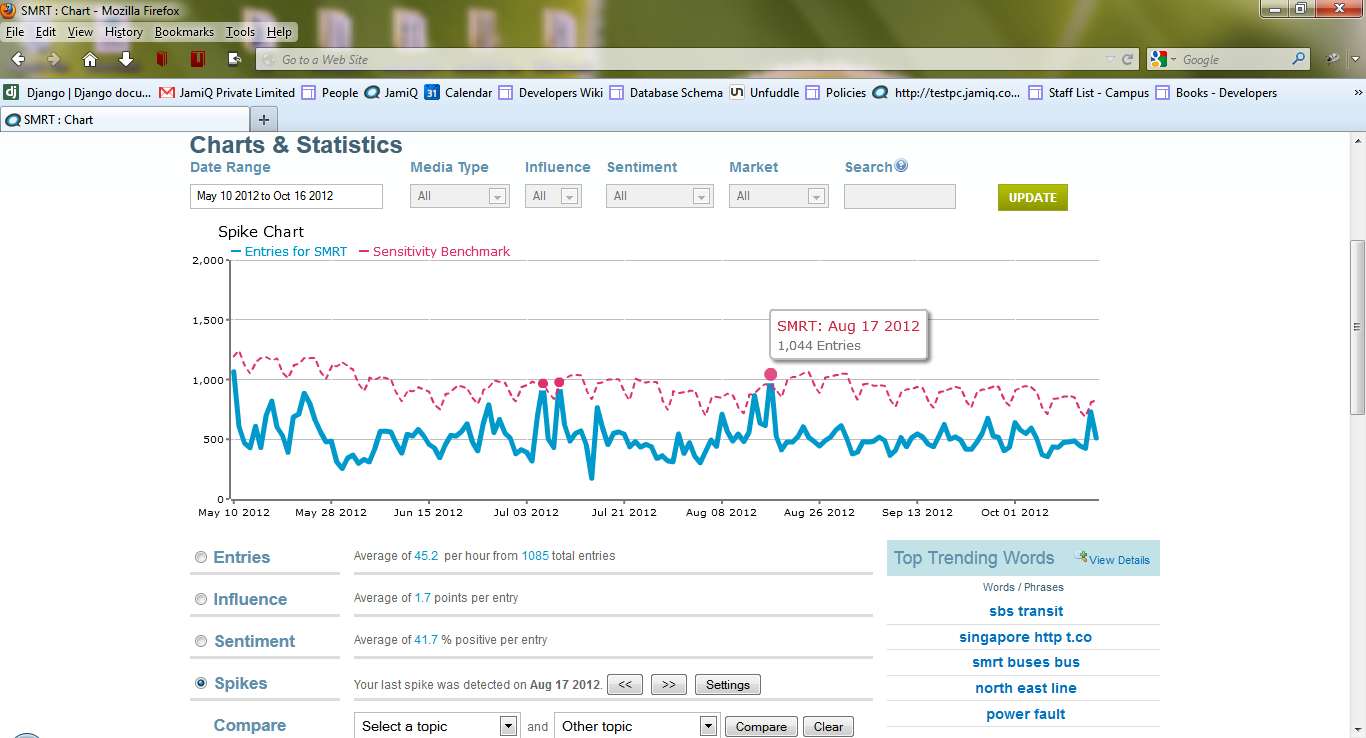 SMRT : Chart - Mozilla Firefox
File Edit View History Bookmarks Tools Help
Go to a Web Site
Google
dj Django | Django docu... JamiQ Private Limited People JamiQ 31 Calendar Developers Wiki Database Schema un Unfuddle Policies http://testpc.jamiq.co... Staff List - Campus Books - Developers »
SMRT : Chart +
Charts & Statistics
Date Range Media Type Influence Sentiment Market Search ?
May 10 2012 to Oct 16 2012 All All All All UPDATE
Spike Chart
Entries for SMRT Sensitivity Benchmark
2,000
1,500
SMRT: Aug 17 2012
1,044 Entries
1,000
500
0
May 10 2012 May 28 2012 Jun 15 2012 Jul 03 2012 Jul 21 2012 Aug 08 2012 Aug 26 2012 Sep 13 2012 Oct 01 2012
Entries Average of 45.2 per hour from 1085 total entries
Influence Average of 1.7 points per entry
Sentiment Average of 41.7 % positive per entry
Spikes Your last spike was detected on Aug 17 2012. << >> Settings
Compare Select a topic and Other topic Compare Clear
Top Trending Words View Details
Words / Phrases
sbs transit
singapore http t.co
smrt buses bus
north east line
power fault